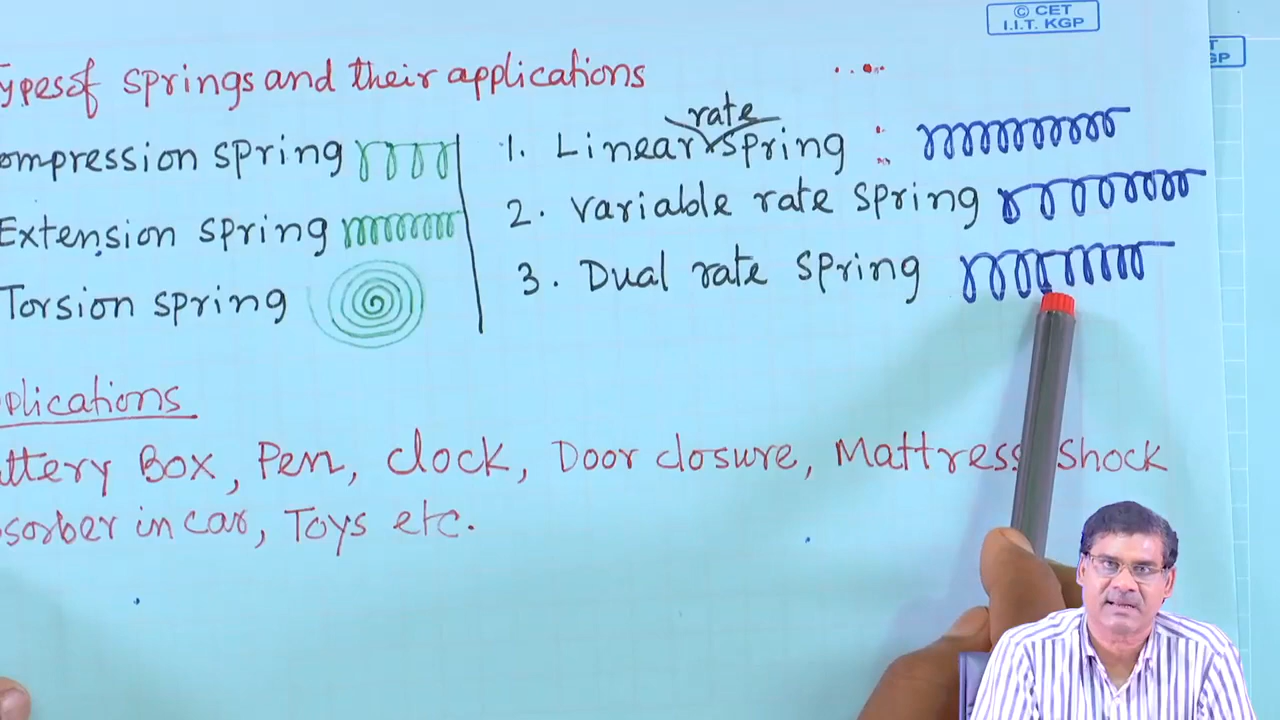 © CET
I.I.T. KGP
GP
Types of springs and their applications
ompression spring
Extension spring
Torsion spring
rate
1. Linear spring :
2. Variable rate spring
3. Dual rate spring
plications
ttery Box, Pen, clock, Door closure, Mattress Shock
sorber in car, Toys etc.